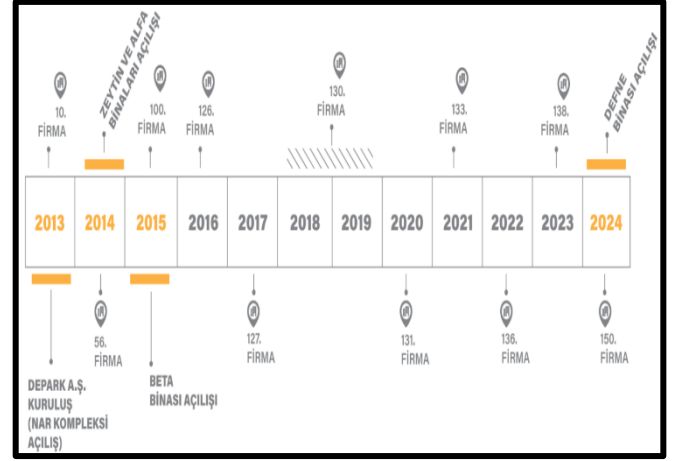 ZEYTİN VE ALFA
BİNALARI AÇILIŞI
DEFNE
BİNASI AÇILIŞI
10.
FİRMA
100.
FİRMA
126.
FİRMA
130.
FİRMA
133.
FİRMA
138.
FİRMA
2013 2014 2015 2016 2017 2018 2019 2020 2021 2022 2023 2024
56.
FİRMA
127.
FİRMA
131.
FİRMA
136.
FİRMA
150.
FİRMA
DEPARK A.Ş.
KURULUŞ
(NAR KOMPLEKSİ
AÇILIŞ)
BETA
BİNASI AÇILIŞI